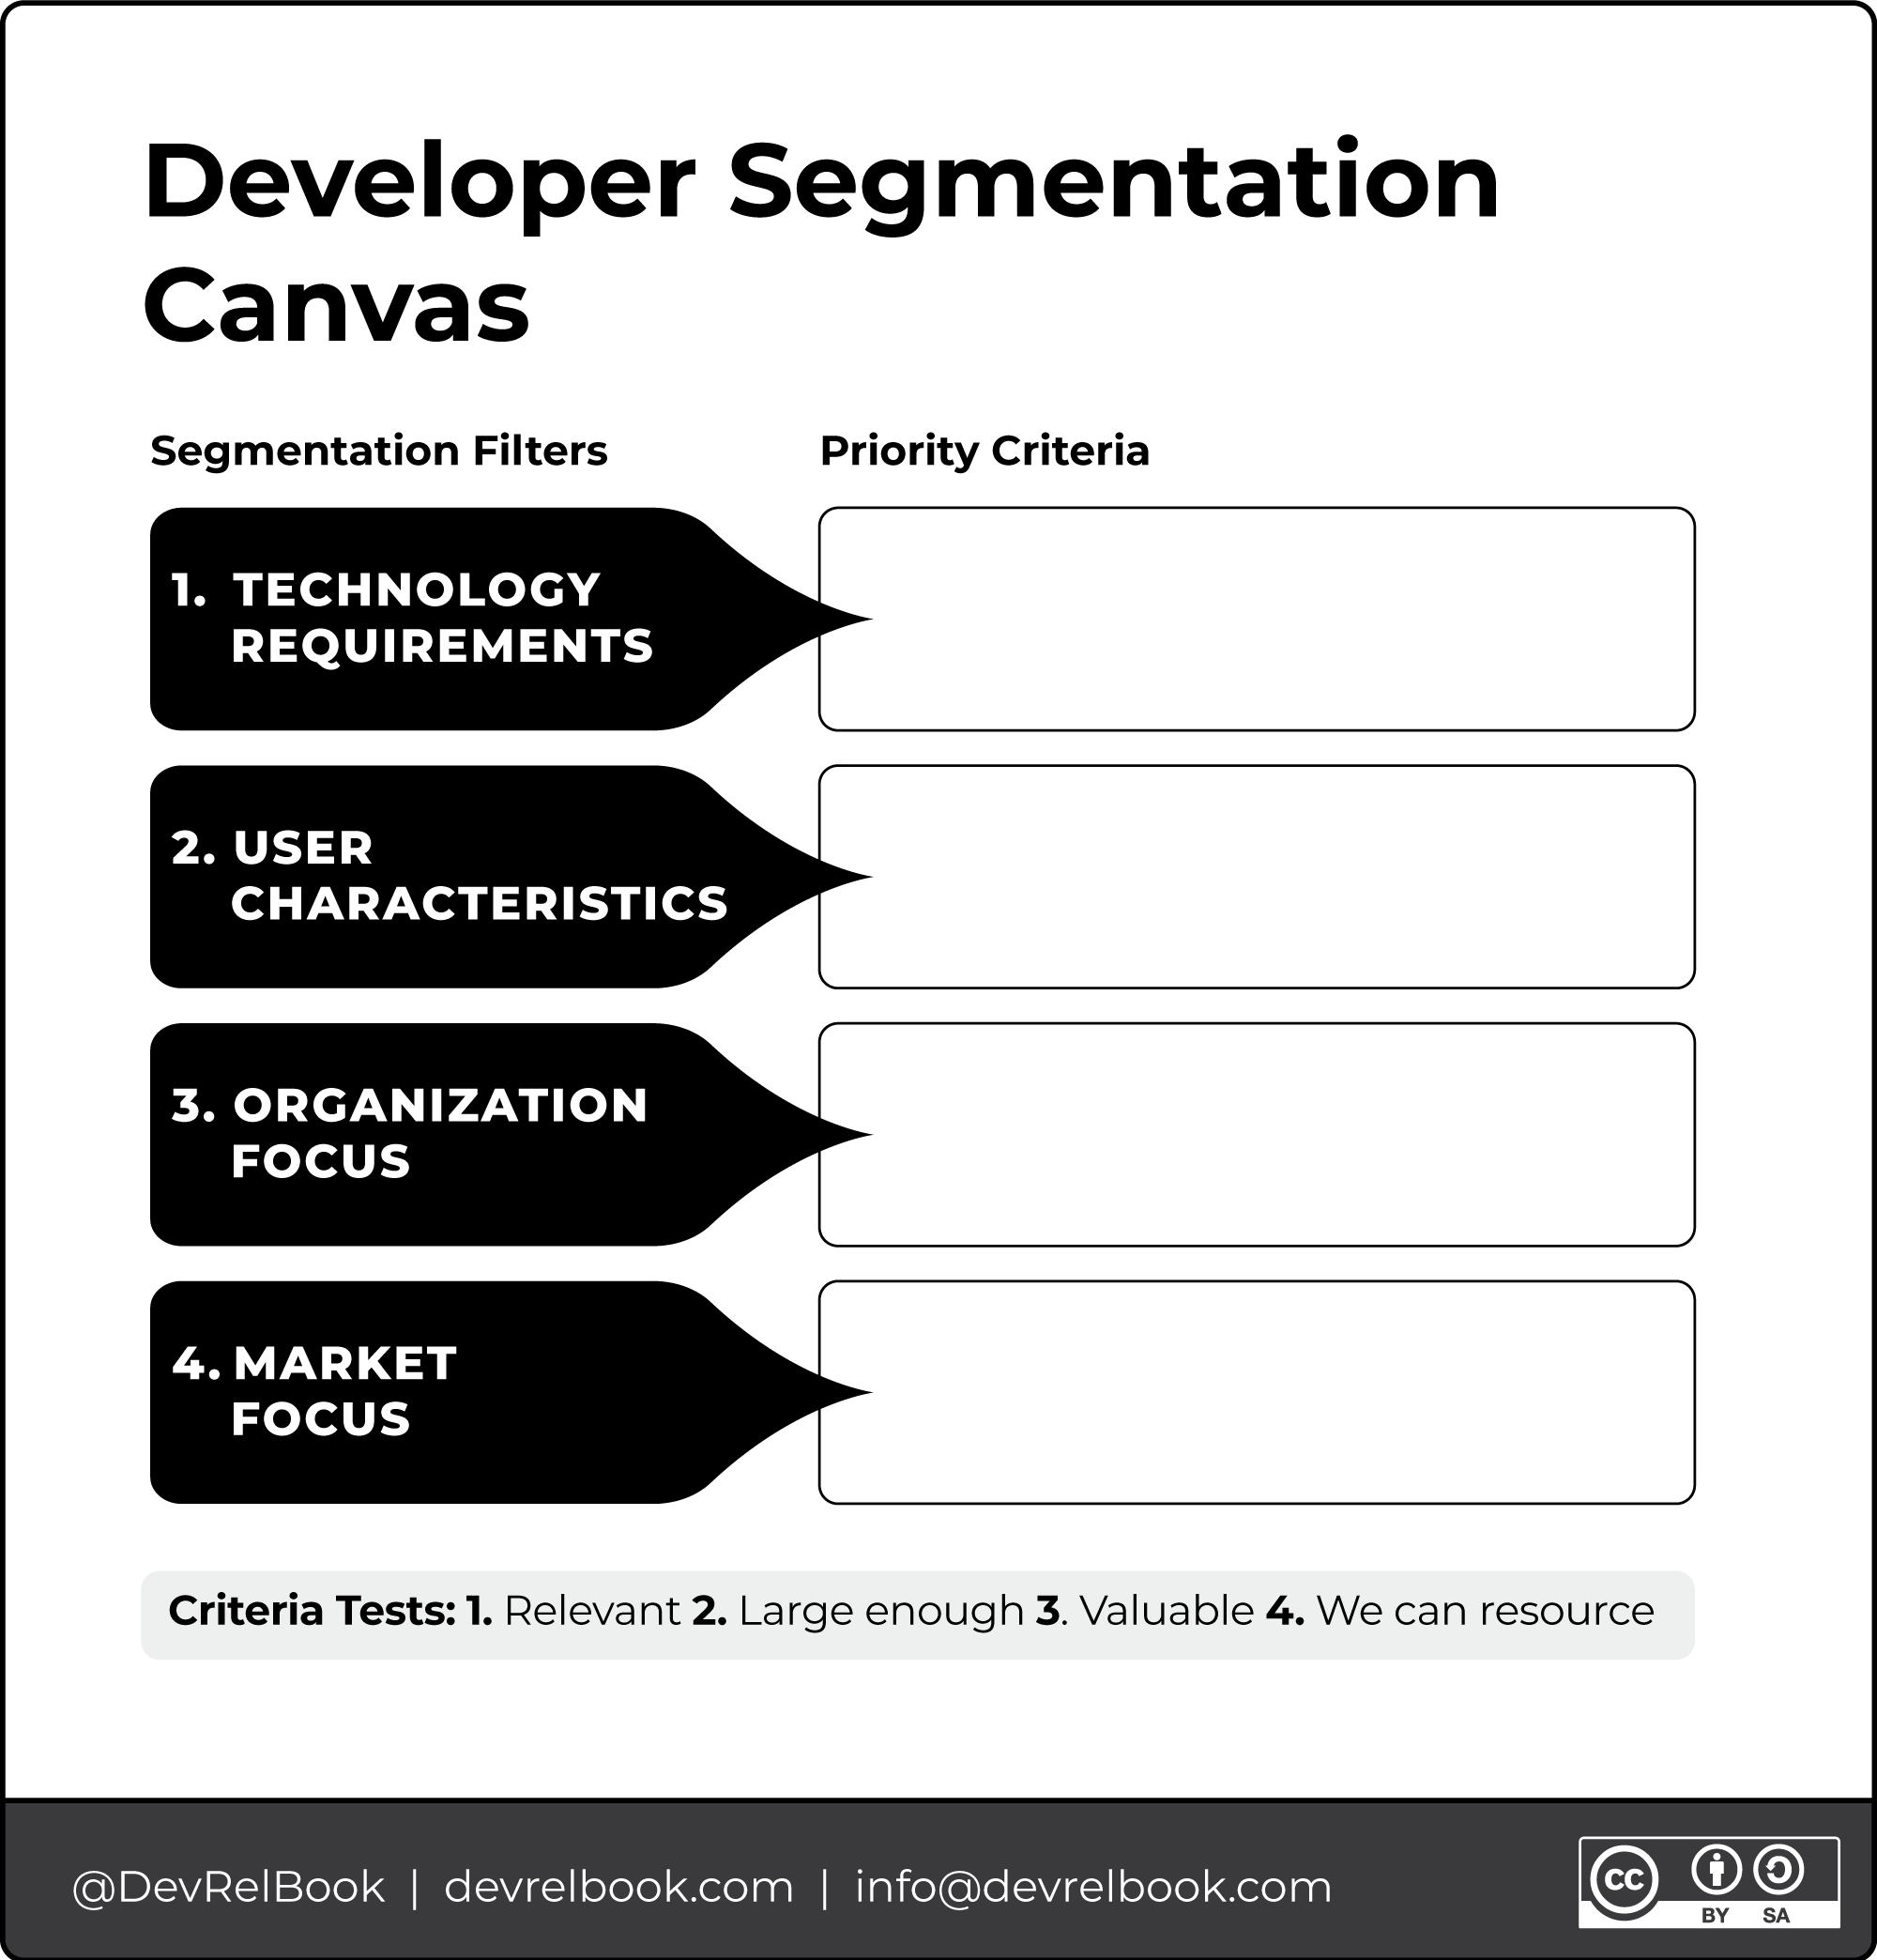 Developer Segmentation
Canvas
Segmentation Filters
Priority Criteria
1. TECHNOLOGY
REQUIREMENTS
2. USER
CHARACTERISTICS
3. ORGANIZATION
FOCUS
4. MARKET
FOCUS
Criteria Tests: 1. Relevant 2. Large enough 3. Valuable 4. We can resource
@DevRelBook | devrelbook.com | info@devrelbook.com
cc
BY SA